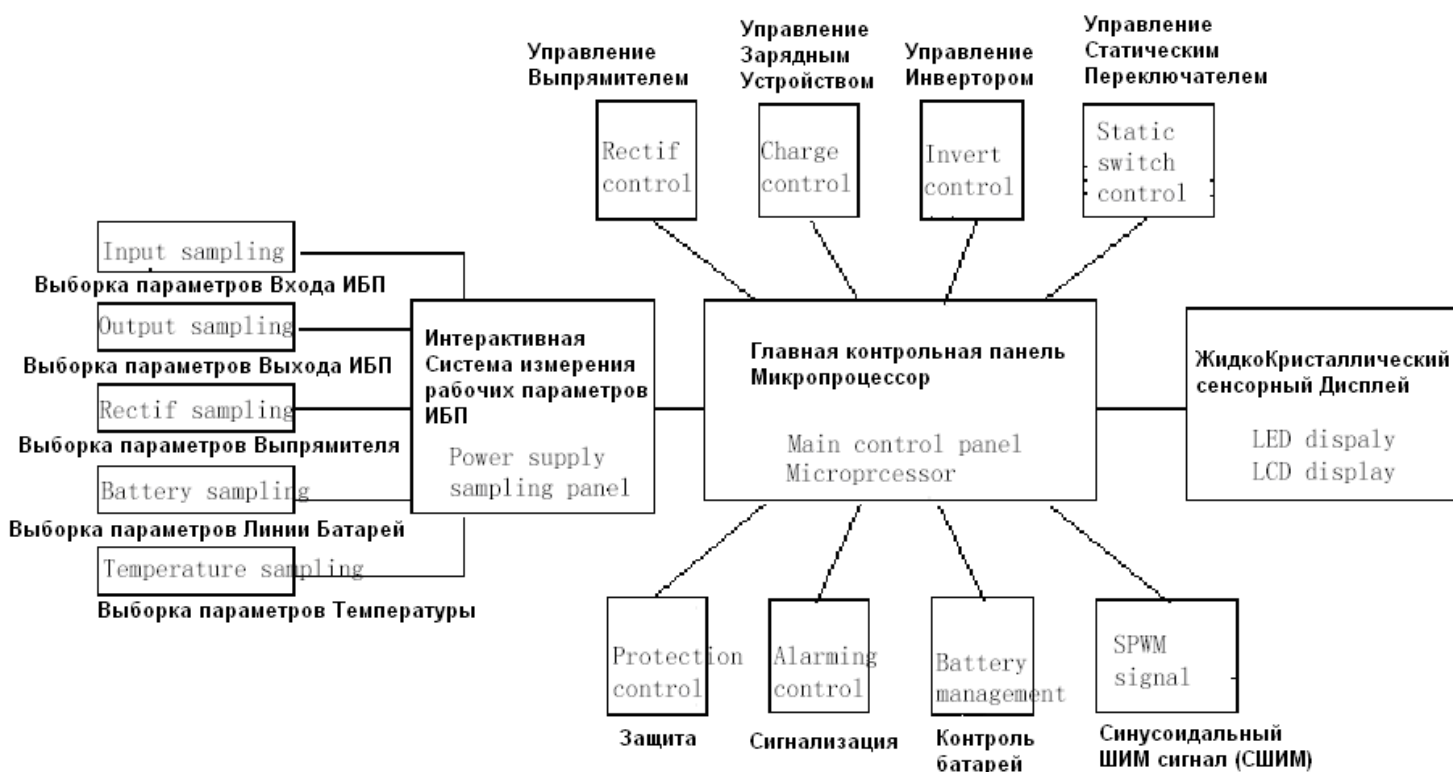 Управление
Выпрямителем
Управление
Зарядным
Устройством
Управление
Инвертором
Управление
Статическим
Переключателем
Rectif
control
Charge
control
Invert
control
Static
switch
control
Input sampling
Выборка параметров Входа ИБП
Output sampling
Выборка параметров Выхода ИБП
Rectif sampling
Выборка параметров Выпрямителя
Battery sampling
Выборка параметров Линии Батарей
Temperature sampling
Выборка параметров Температуры
Интерактивная
Система измерения
рабочих параметров
ИБП
Power supply
sampling panel
Главная контрольная панель
Микропроцессор
Main control panel
Microprcessor
ЖидкоКристаллический
сенсорный Дисплей
LED dispaly
LCD display
Protection
control
Защита
Alarming
control
Сигнализация
Battery
management
Контроль
батарей
SPWM
signal
Синусоидальный
ШИМ сигнал (СШИМ)